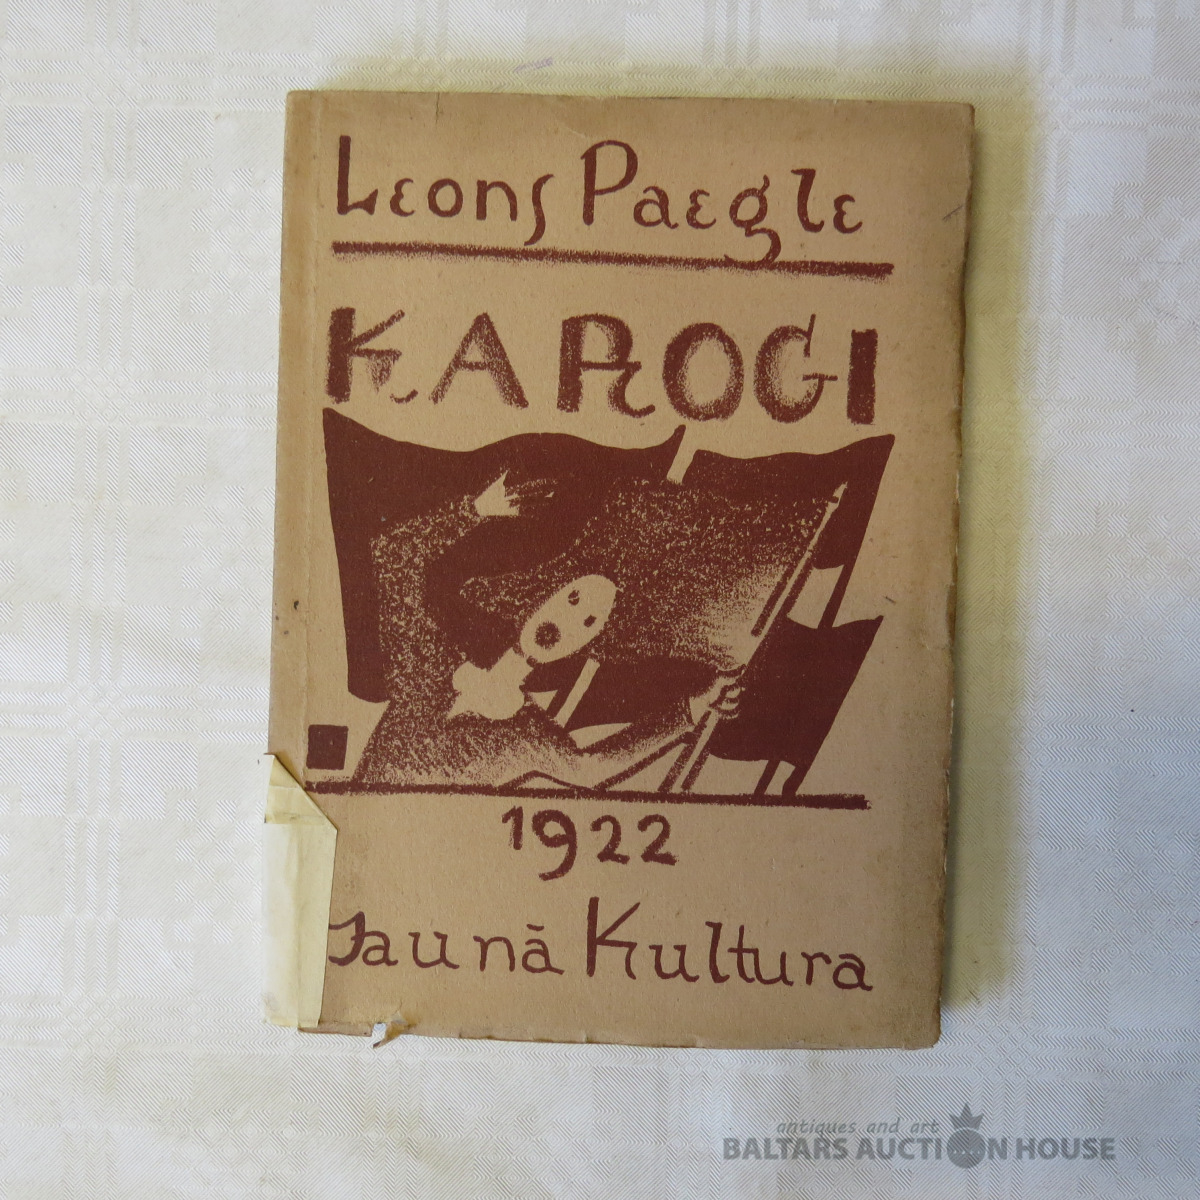 Leons Paegle
KAROGI
1922
Jaunā Kultura
antiques and art
BALTARS AUCTION HOUSE